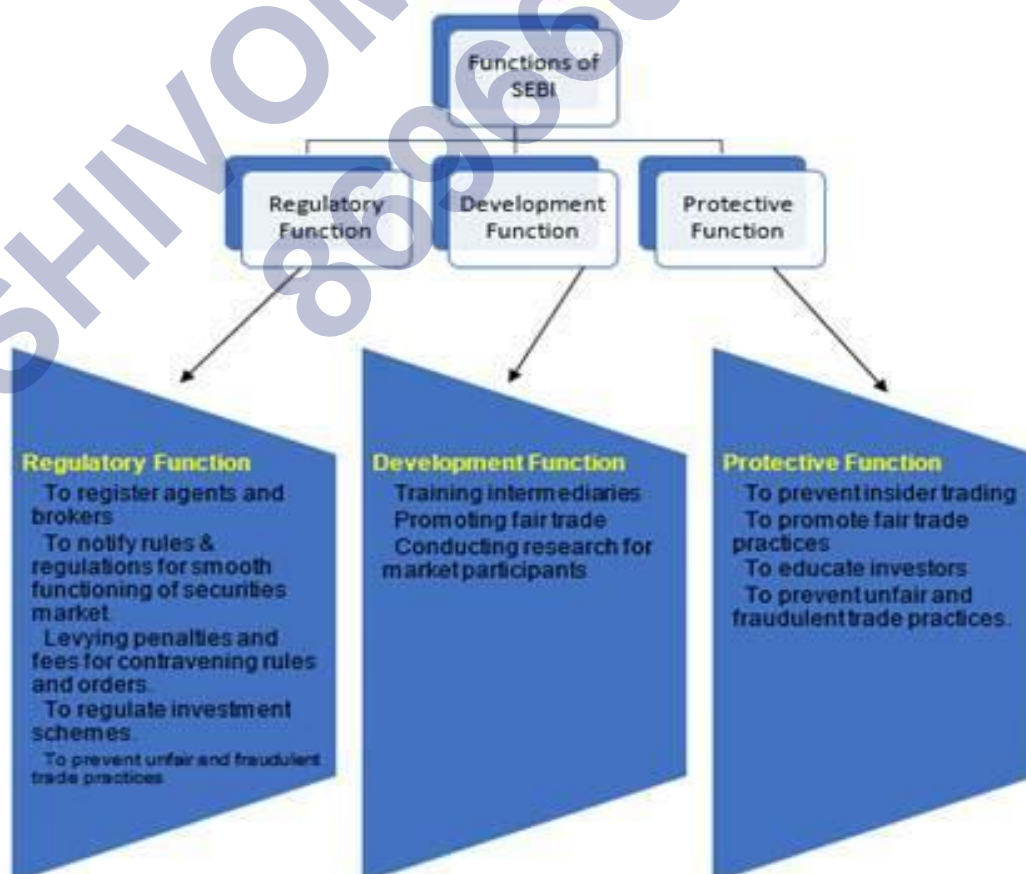 SHIVOM
86966
Functions of
SEBI
Regulatory
Function
Development
Function
Protective
Function
Regulatory Function
To register agents and
brokers
To notify rules &
regulations for smooth
functioning of securities
market.
Levying penalties and
fees for contravening rules
and orders.
To regulate investment
schemes.
To prevent unfair and fraudulent
trade practices
Development Function
Training intermediaries
Promoting fair trade
Conducting research for
market participants
Protective Function
To prevent insider trading
To promote fair trade
practices
To educate investors
To prevent unfair and
fraudulent trade practices.